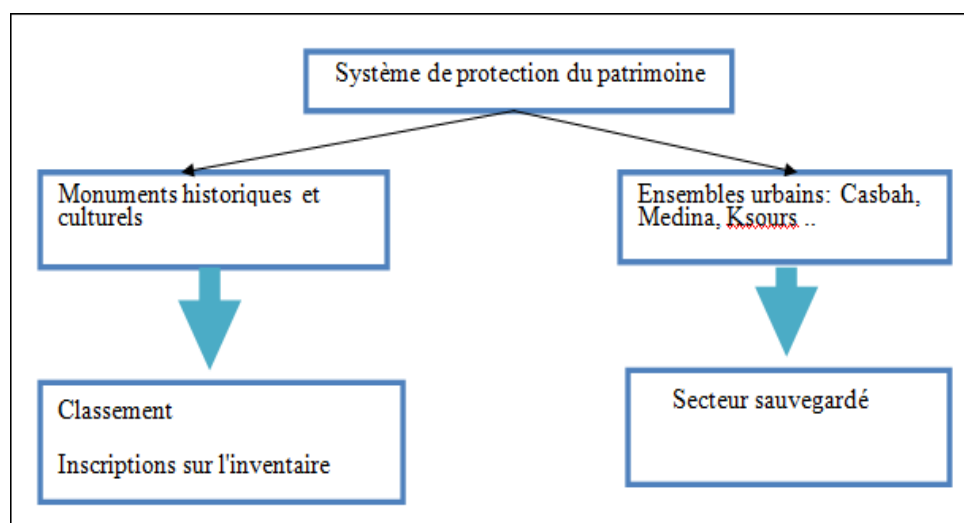 Système de protection du patrimoine
Monuments historiques et
culturels
Ensembles urbains: Casbah,
Medina, Ksours ..
Classement
Inscriptions sur l'inventaire
Secteur sauvegardé